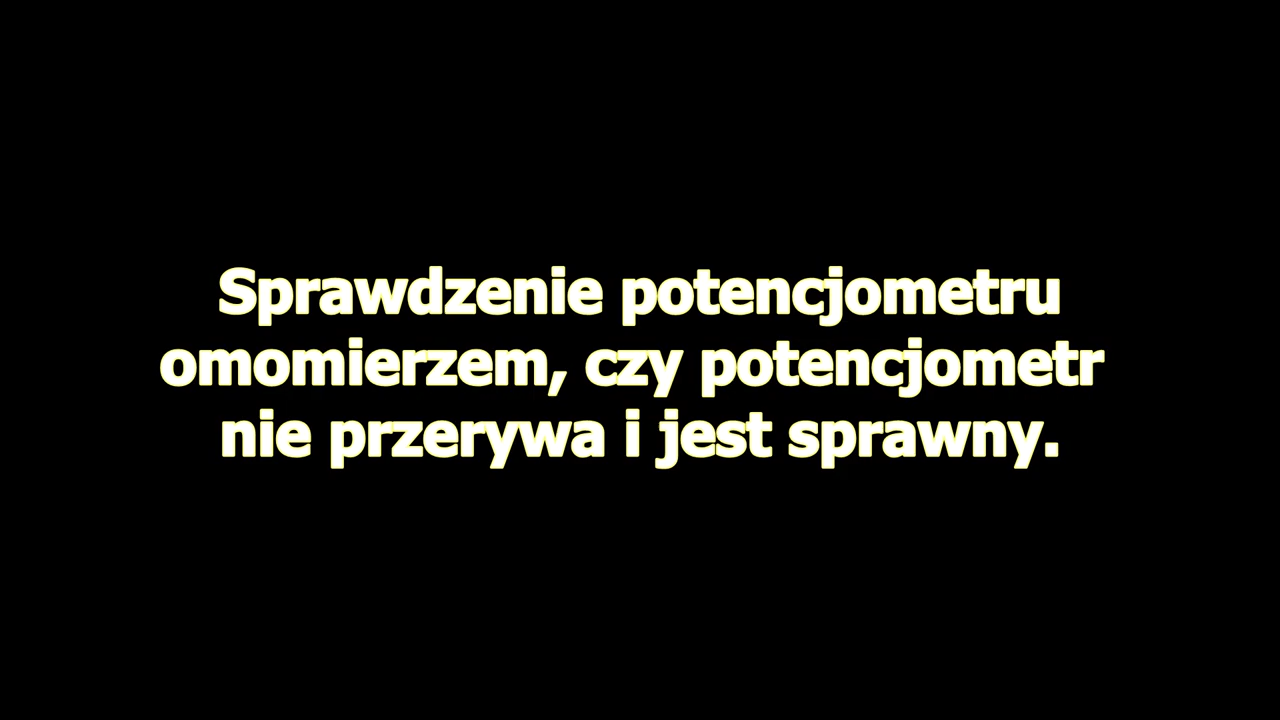 Sprawdzenie potencjometru
omomierzem, czy potencjometr
nie przerywa i jest sprawny.